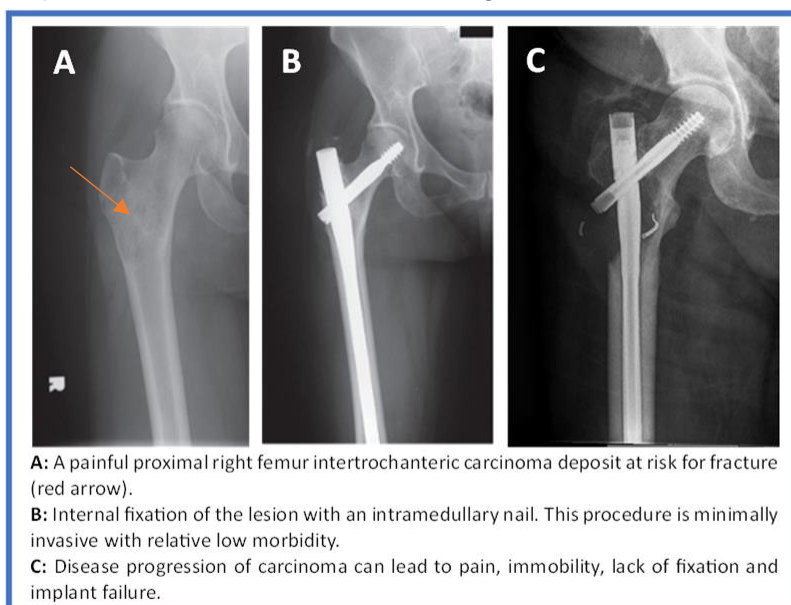 A
B
C
R
A: A painful proximal right femur intertrochanteric carcinoma deposit at risk for fracture
(red arrow).
B: Internal fixation of the lesion with an intramedullary nail. This procedure is minimally
invasive with relative low morbidity.
C: Disease progression of carcinoma can lead to pain, immobility, lack of fixation and
implant failure.